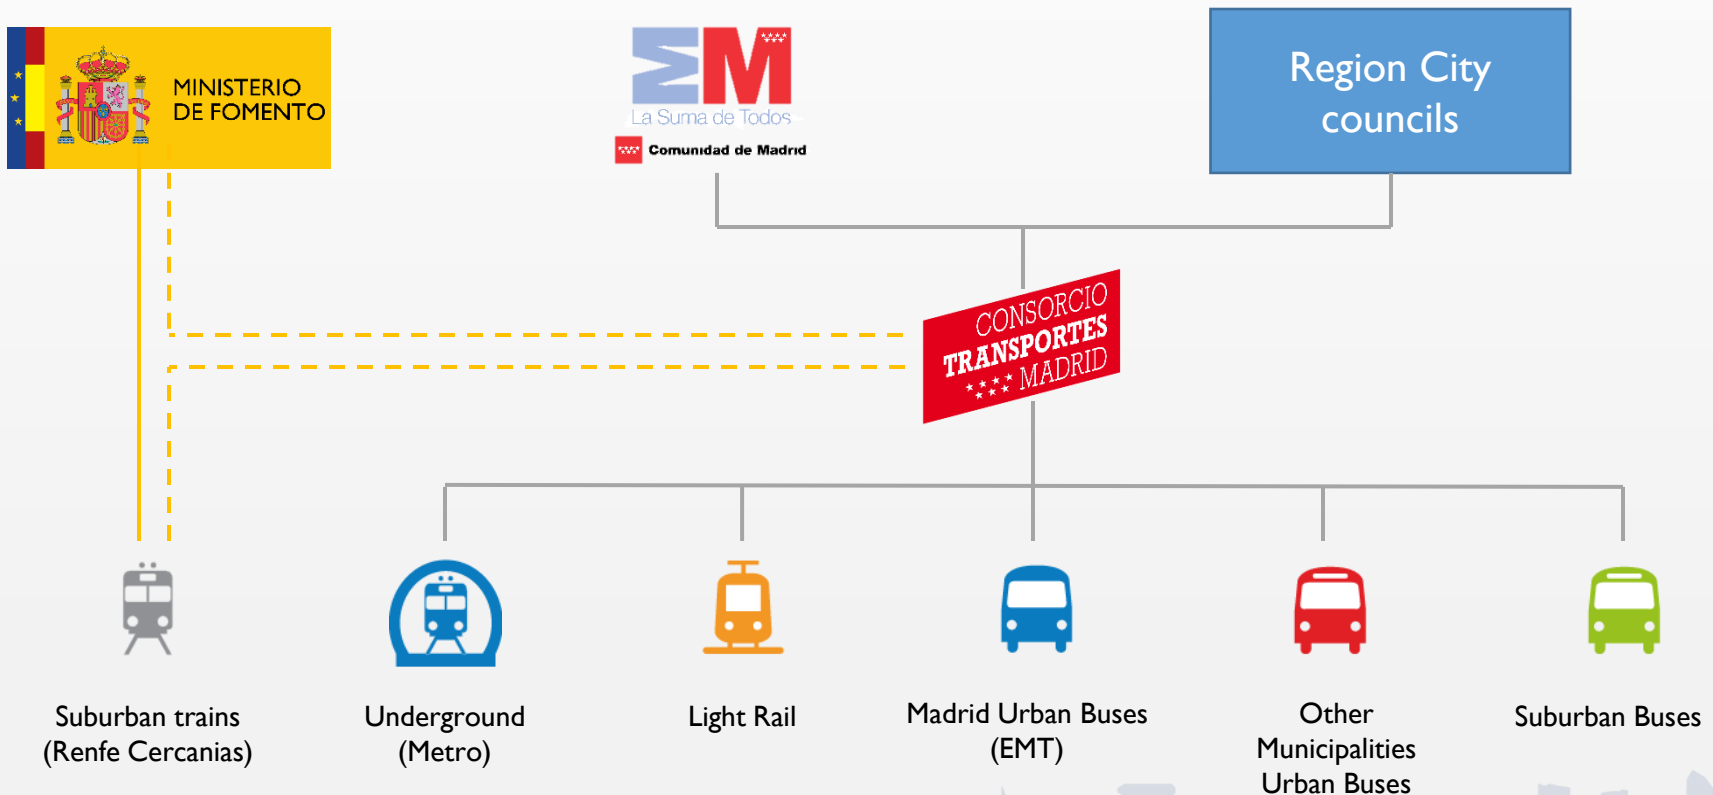 MINISTERIO
DE FOMENTO
EM
La Suma de Todos
Comunidad de Madrid
Region City
councils
CONSORCIO
TRANSPORTES
MADRID
Suburban trains
(Renfe Cercanias)
Underground
(Metro)
Light Rail
Madrid Urban Buses
(EMT)
Other
Municipalities
Urban Buses
Suburban Buses